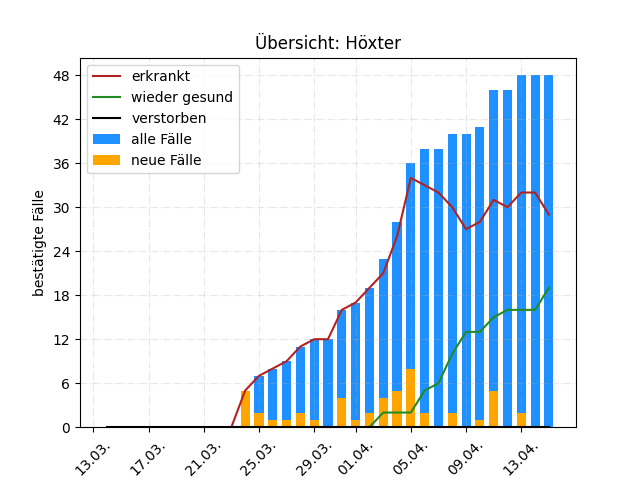 Übersicht: Höxter
erkrankt
wieder gesund
verstorben
alle Fälle
neue Fälle
bestätigte Fälle
48
42
36
30
24
18
12
6
0
13.03.
17.03.
21.03.
25.03.
29.03.
01.04.
05.04.
09.04.
13.04.